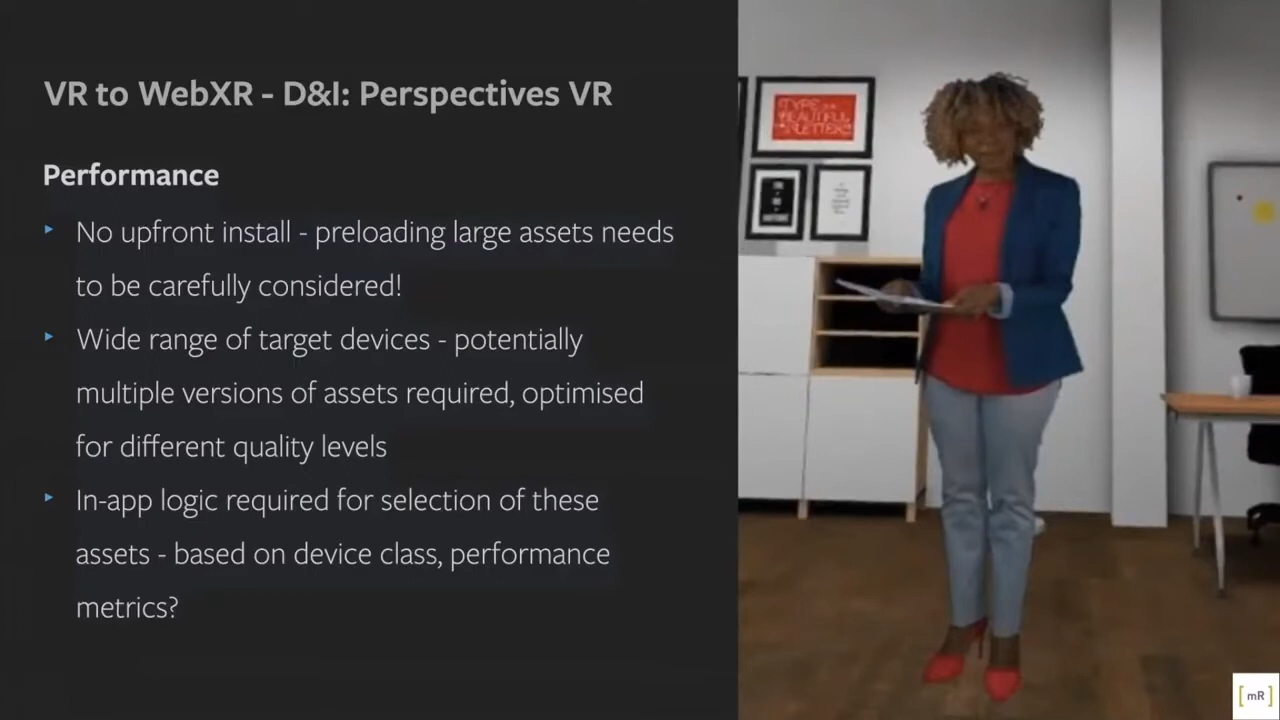 VR to WebXR - D&I: Perspectives VR
Performance
No upfront install - preloading large assets needs
to be carefully considered!
Wide range of target devices - potentially
multiple versions of assets required, optimised
for different quality levels
In-app logic required for selection of these
assets - based on device class, performance
metrics?
TYPE
BEAUTIFUL
LETTERS
[mR]